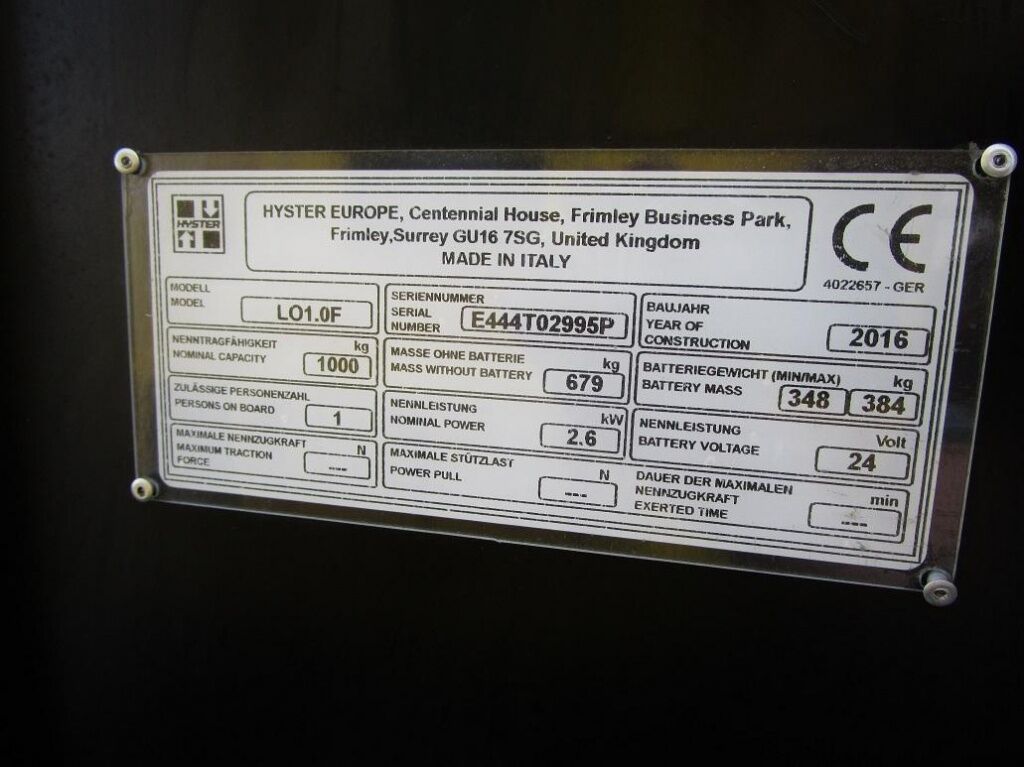 HYSTER
HYSTER EUROPE, Centennial House, Frimley Business Park,
Frimley,Surrey GU16 7SG, United Kingdom
MADE IN ITALY
CE
4022657 - GER
MODELL
MODEL
LO1.0F
SERIENNUMMER
SERIAL
NUMBER
E444T02995P
BAUJAHR
YEAR OF
CONSTRUCTION
2016
NENNTRAGFÄHIGKEIT
NOMINAL CAPACITY
kg
1000
MASSE OHNE BATTERIE
MASS WITHOUT BATTERY
kg
679
BATTERIEGEWICHT (MIN/MAX)
BATTERY MASS
kg
348 384
ZULÄSSIGE PERSONENZAHL
PERSONS ON BOARD
1
NENNLEISTUNG
NOMINAL POWER
kW
2.6
NENNLEISTUNG
BATTERY VOLTAGE
Volt
24
MAXIMALE NENNZUGKRAFT
MAXIMUM TRACTION
FORCE
N
---
MAXIMALE STÜTZLAST
POWER PULL
N
---
DAUER DER MAXIMALEN
NENNZUGKRAFT
EXERTED TIME
min
---